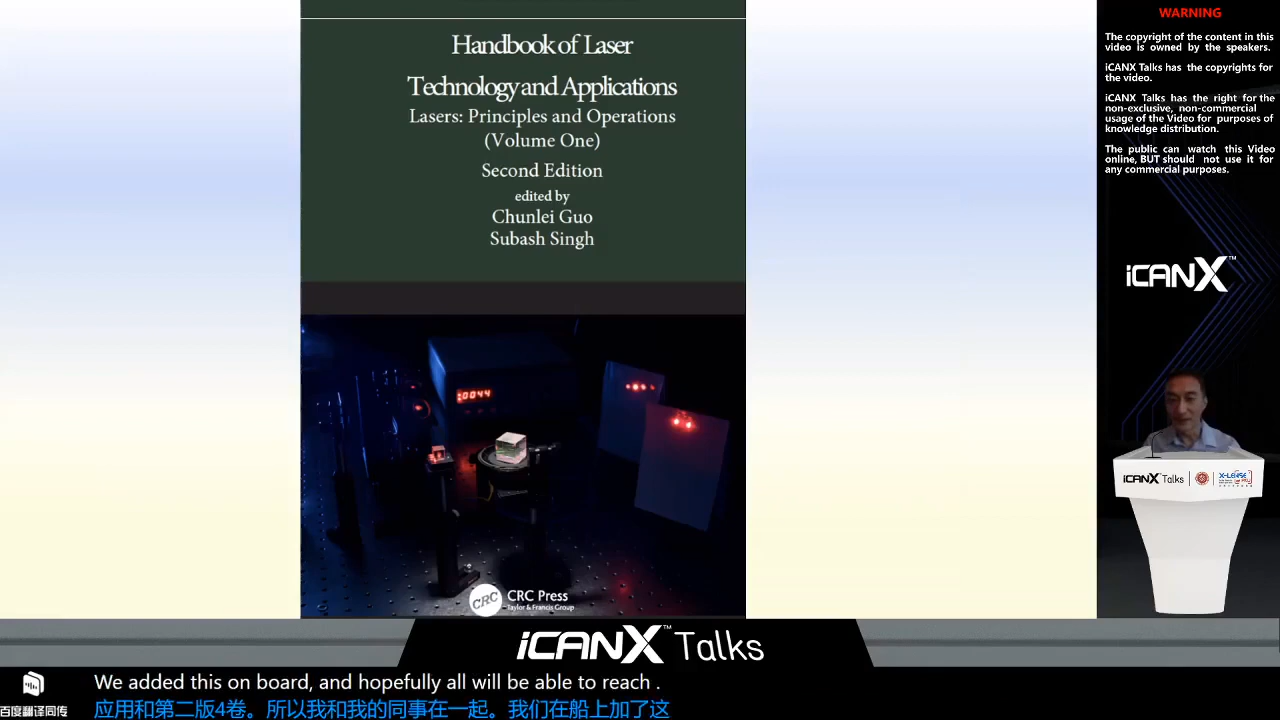 Handbook of Laser
Technology and Applications
Lasers: Principles and Operations
(Volume One)
Second Edition
edited by
Chunlei Guo
Subash Singh
:0044
CRC
CRC Press
Taylor & Francis Group
WARNING
The copyright of the content in this
video is owned by the speakers.
iCANX Talks has the copyrights for
the video.
iCANX Talks has the right for the
non-exclusive, non-commercial
usage of the Video for purposes of
knowledge distribution.
The public can watch this Video
online, BUT should not use it for
any commercial purposes.
iCANX™
iCANX Talks
iCANX™ Talks
We added this on board, and hopefully all will be able to reach .
百度翻译同传
应用和第二版4卷。所以我和我的同事在一起。我们在船上加了这